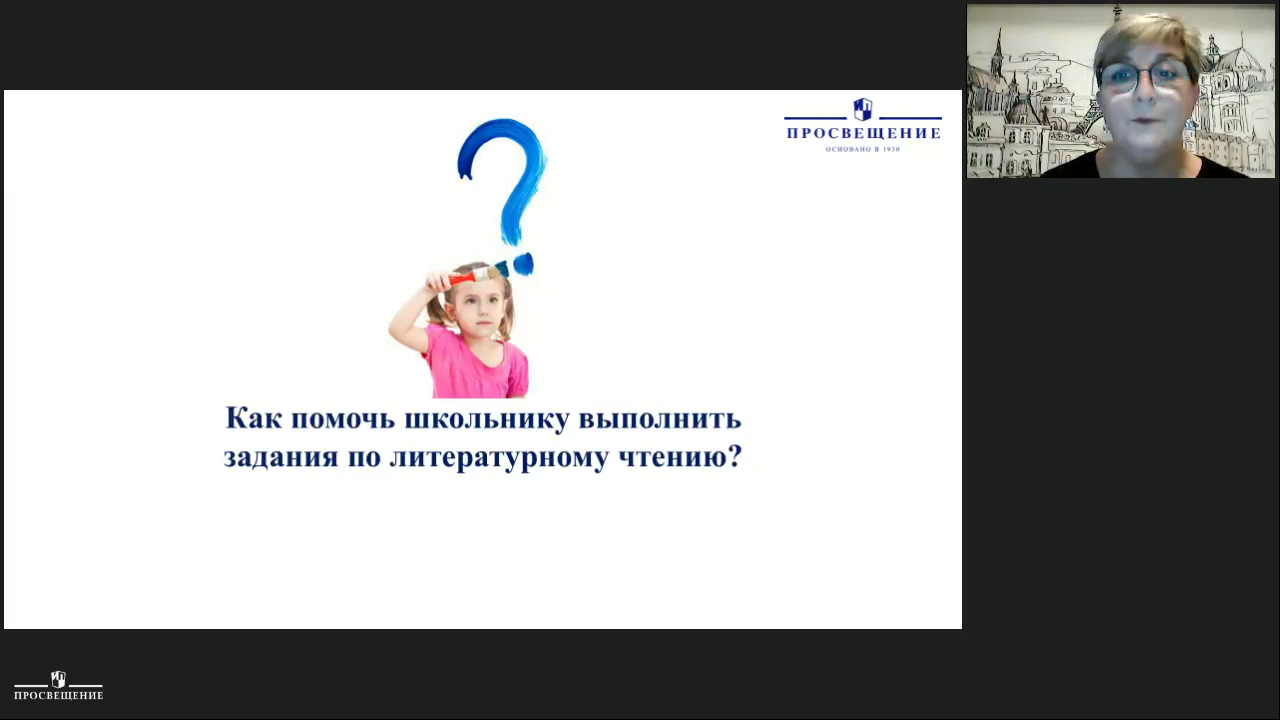 ПРОСВЕЩЕНИЕ
ОСНОВАНО В 1930
Как помочь школьнику выполнить
задания по литературному чтению?
ПРОСВЕЩЕНИЕ